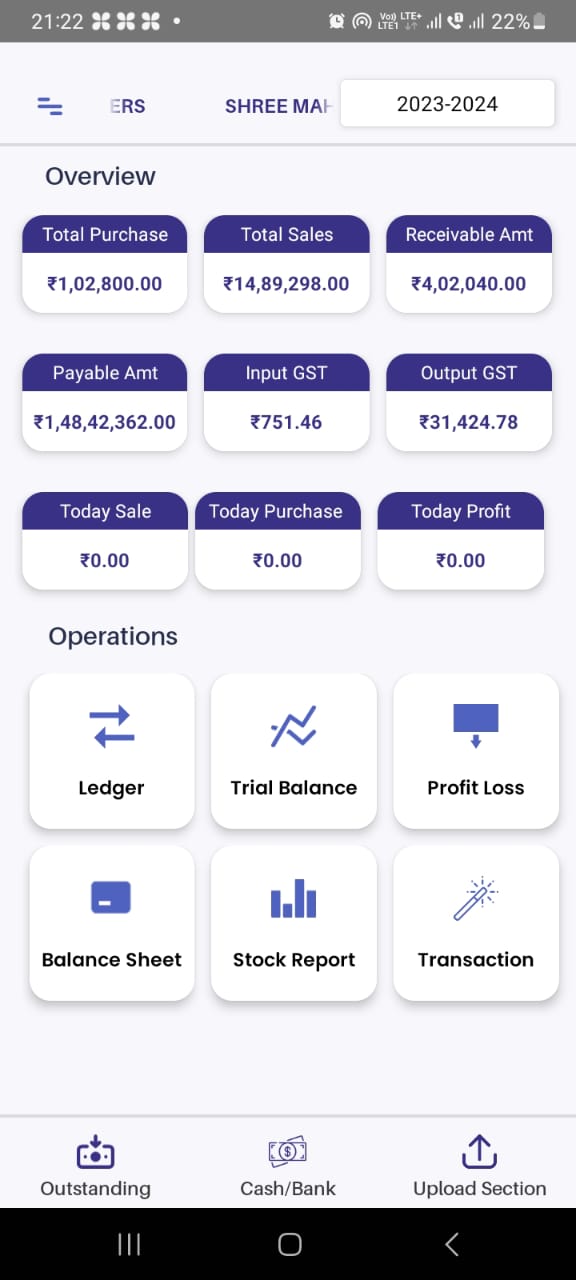 21:22 Vo)) LTE+ LTE1 22%
ERS SHREE MAH 2023-2024
Overview
Total Purchase Total Sales Receivable Amt
₹1,02,800.00 ₹14,89,298.00 ₹4,02,040.00
Payable Amt Input GST Output GST
₹1,48,42,362.00 ₹751.46 ₹31,424.78
Today Sale Today Purchase Today Profit
₹0.00 ₹0.00 ₹0.00
Operations
Ledger Trial Balance Profit Loss
Balance Sheet Stock Report Transaction
Outstanding Cash/Bank Upload Section